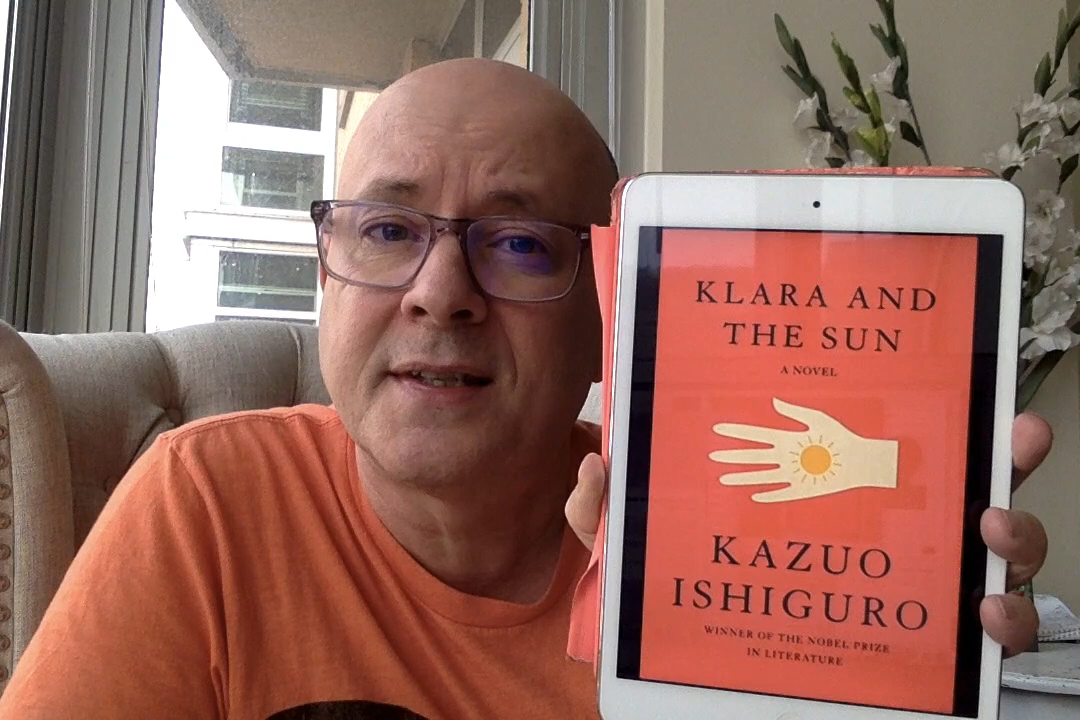 KLARA AND
THE SUN
A NOVEL
KAZUO
ISHIGURO
WINNER OF THE NOBEL PRIZE
IN LITERATURE